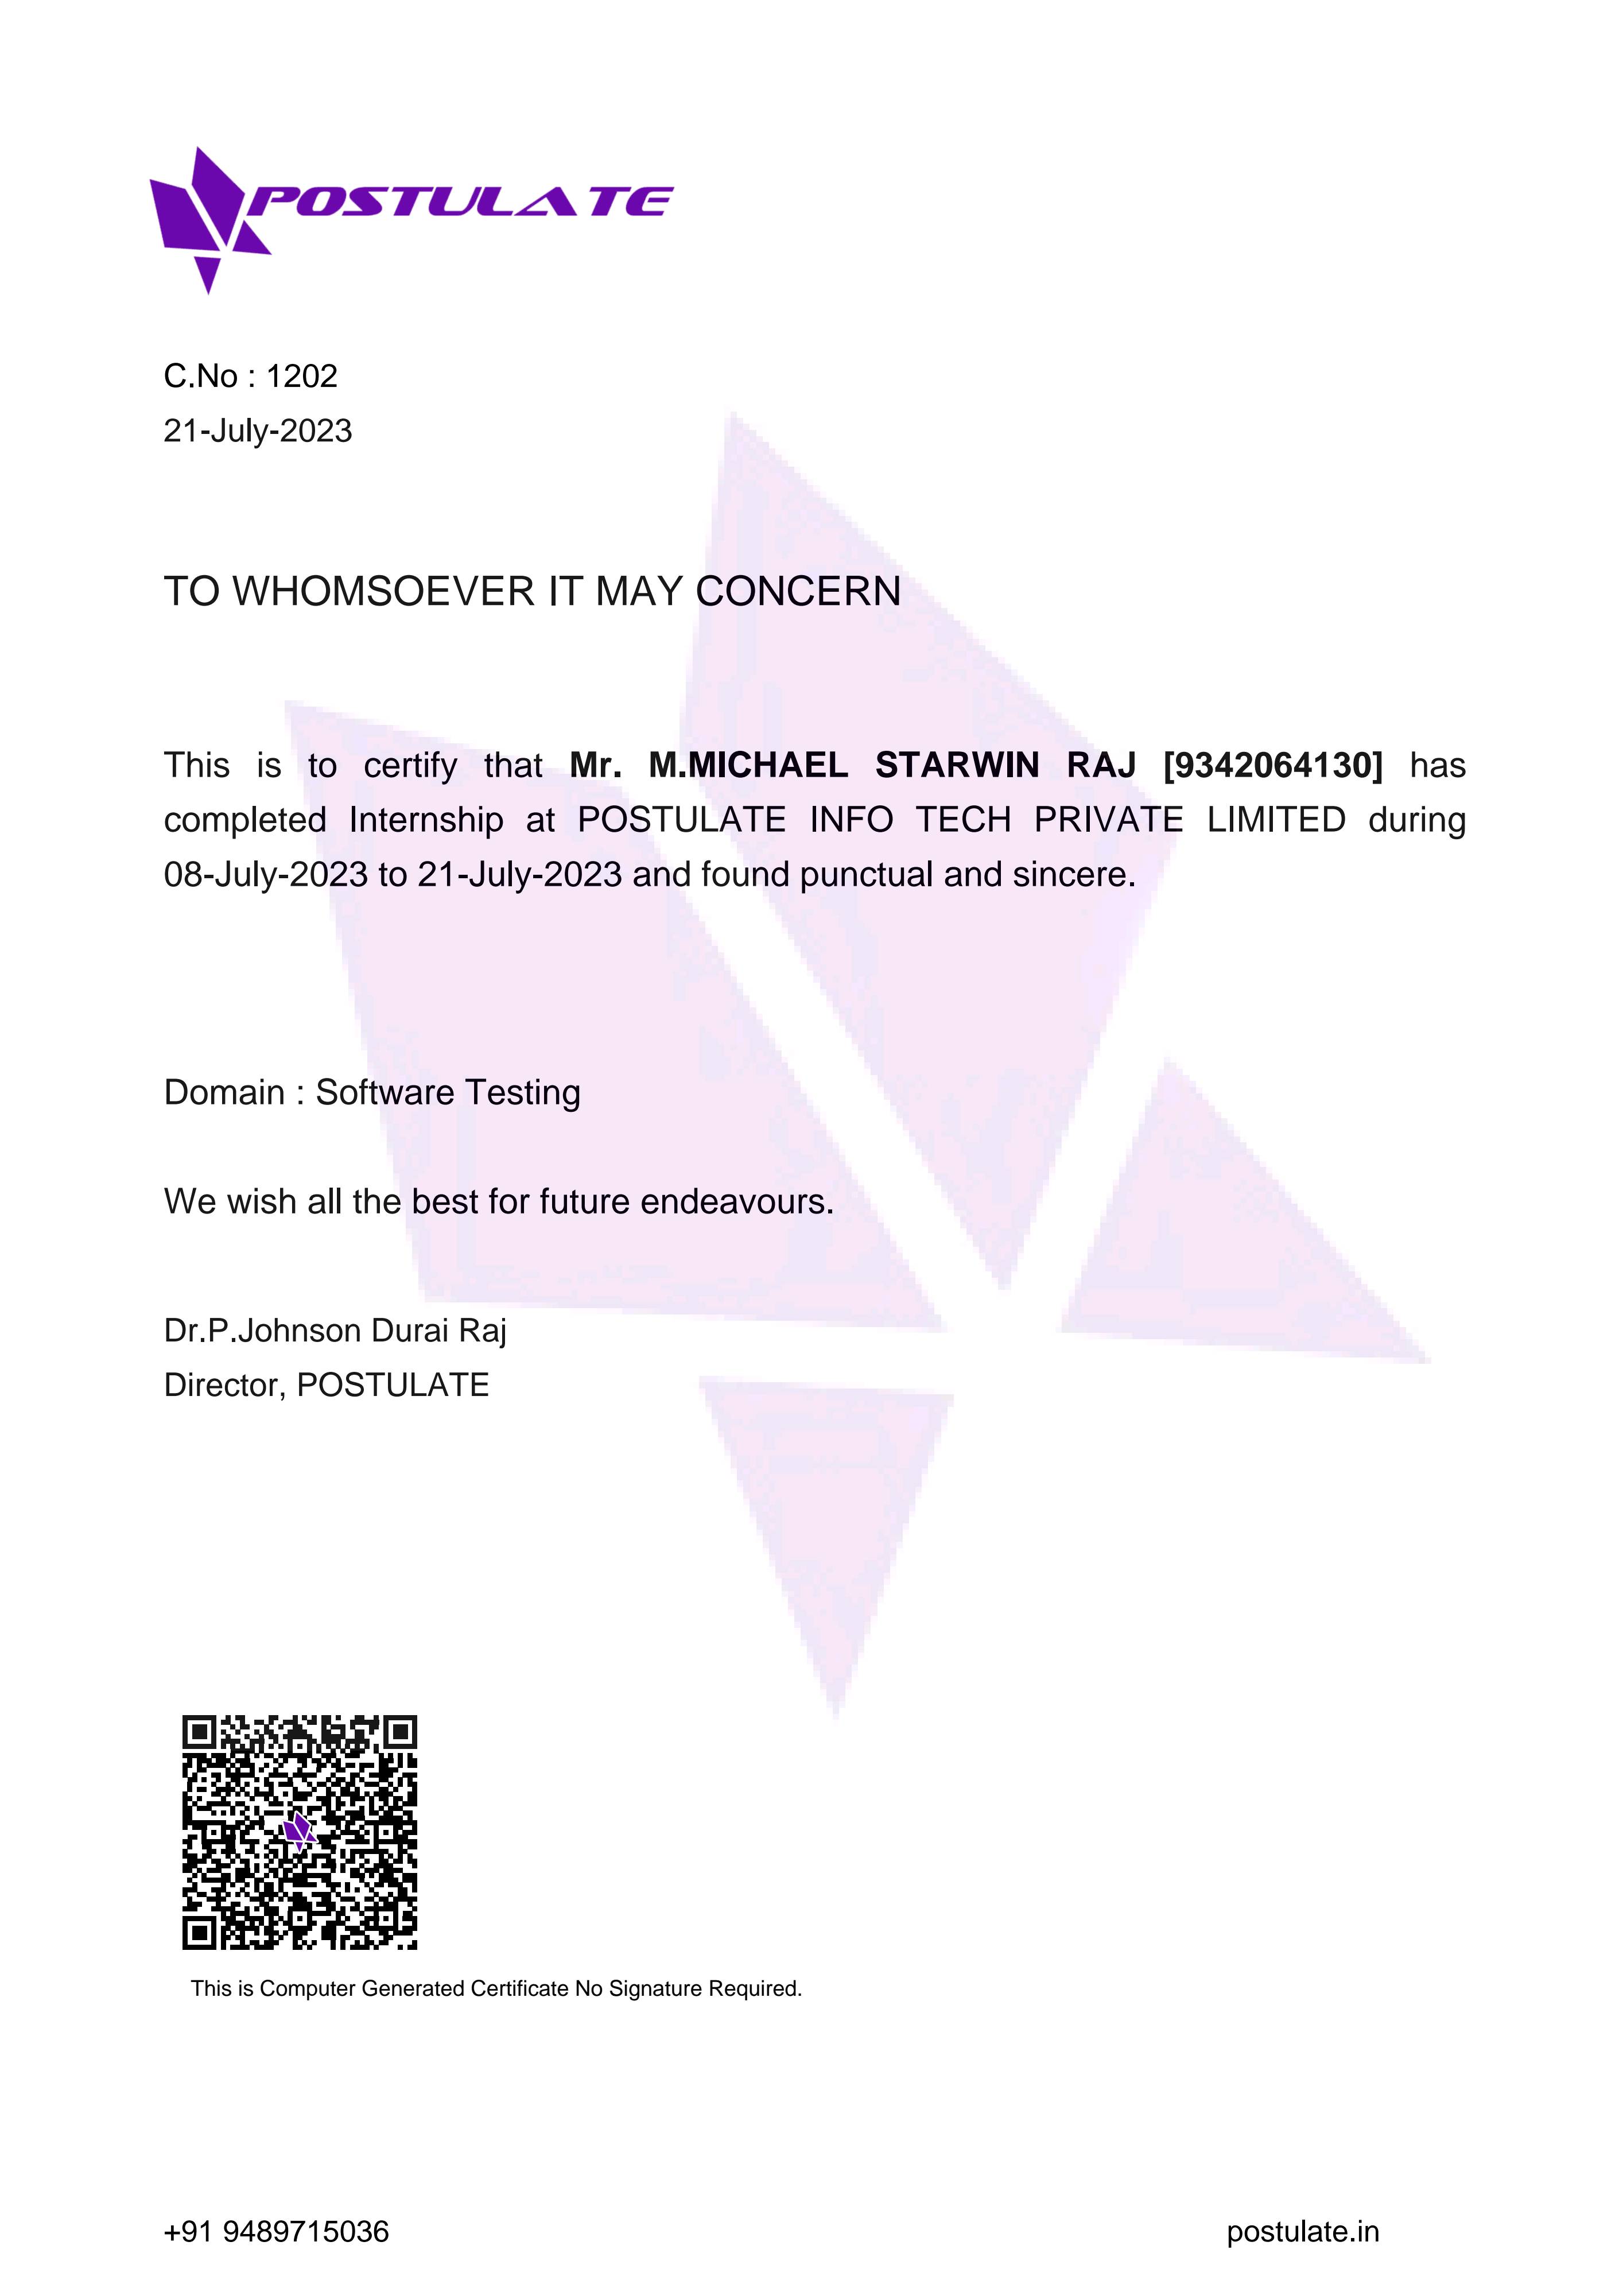 POSTULATE
C.No : 1202
21-July-2023
TO WHOMSOEVER IT MAY CONCERN
This is to certify that Mr. M.MICHAEL STARWIN RAJ [9342064130] has
completed Internship at POSTULATE INFO TECH PRIVATE LIMITED during
08-July-2023 to 21-July-2023 and found punctual and sincere.
Domain : Software Testing
We wish all the best for future endeavours.
Dr.P.Johnson Durai Raj
Director, POSTULATE
This is Computer Generated Certificate No Signature Required.
+91 9489715036 postulate.in